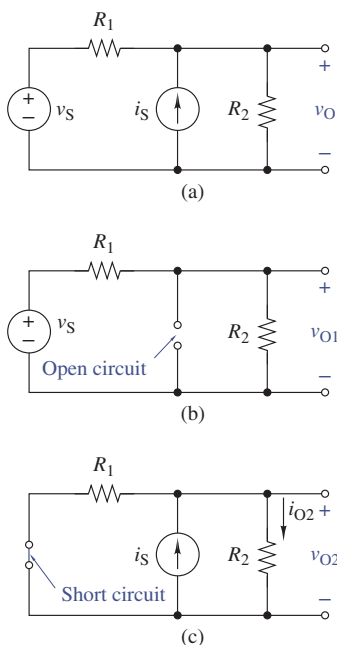 R1
+
+
−
vS
iS
R2
vO
−
(a)
R1
+
+
−
vS
R2
vO1
Open circuit
−
(b)
R1
iO2
+
iS
R2
vO2
Short circuit
−
(c)